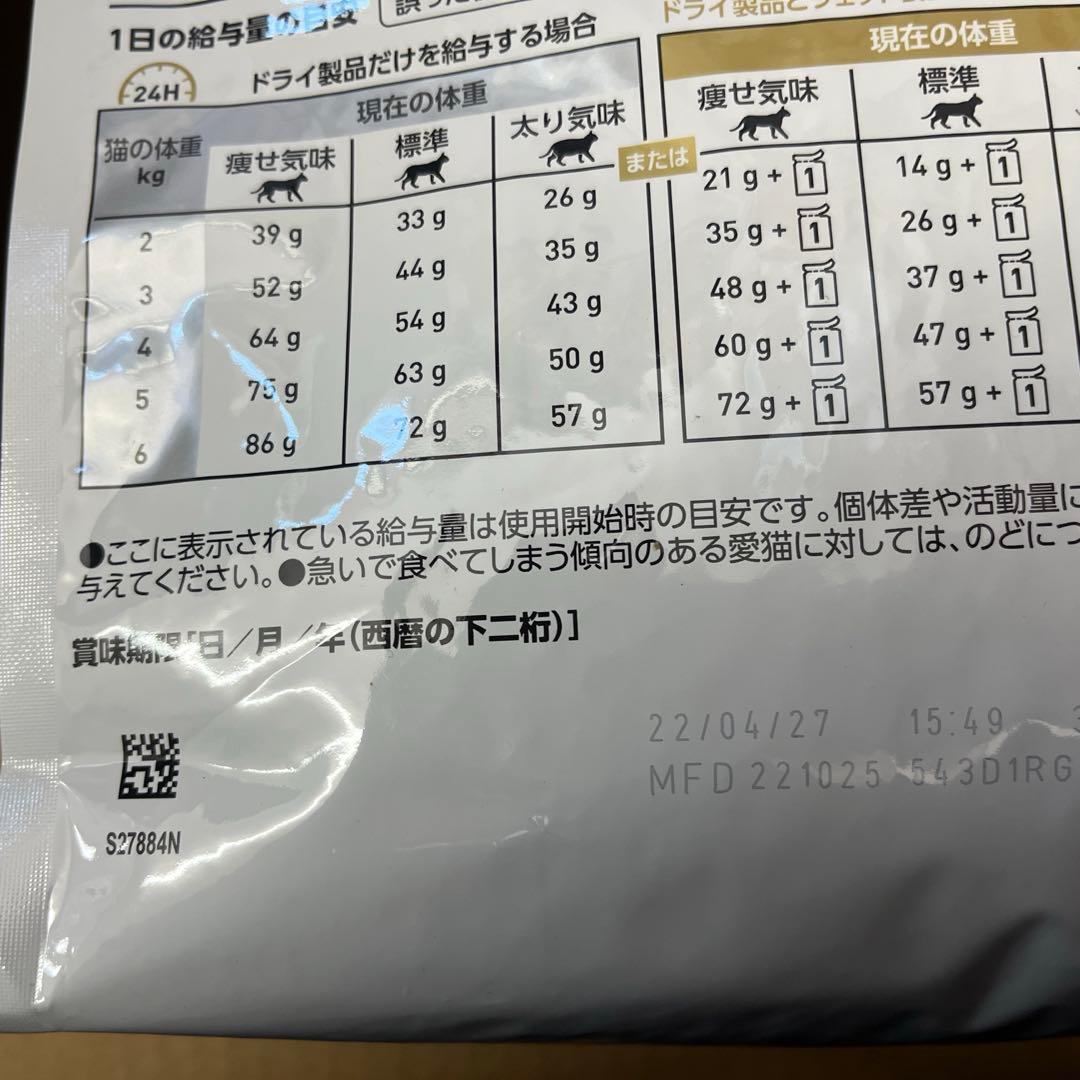 1日の給与量の目安
ドライ製品だけを給与する場合
24H
現在の体重
猫の体重
kg
痩せ気味
標準
太り気味
2 39 g 33 g 26 g
3 52 g 44 g 35 g
4 64 g 54 g 43 g
5 75 g 63 g 50 g
6 86 g 72 g 57 g
または
現在の体重
痩せ気味 標準
21 g + 1 14 g + 1
35 g + 1 26 g + 1
48 g + 1 37 g + 1
60 g + 1 47 g + 1
72 g + 1 57 g + 1
●ここに表示されている給与量は使用開始時の目安です。個体差や活動量に
与えてください。●急いで食べてしまう傾向のある愛猫に対しては、のどにつ
賞味期限[日/月/年(西暦の下二桁)]
22/04/27 15:49
MFD 221025 543D1RG
S27884N